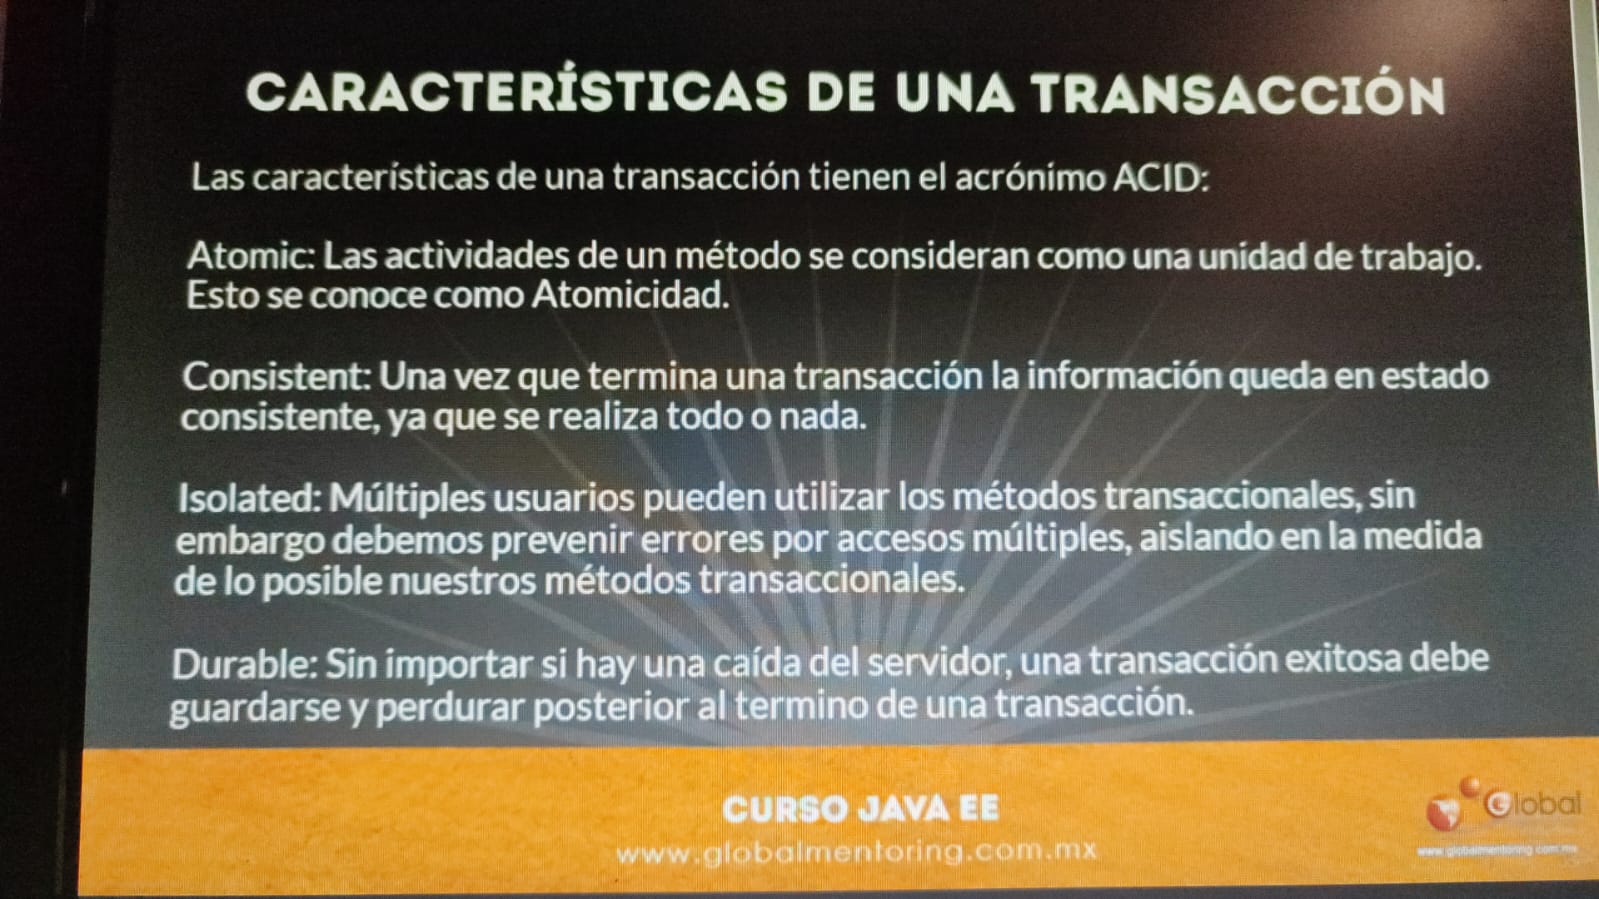 CARACTERÍSTICAS DE UNA TRANSACCIÓN
Las características de una transacción tienen el acrónimo ACID:
Atomic: Las actividades de un método se consideran como una unidad de trabajo.
Esto se conoce como Atomicidad.
Consistent: Una vez que termina una transacción la información queda en estado
consistente, ya que se realiza todo o nada.
Isolated: Múltiples usuarios pueden utilizar los métodos transaccionales, sin
embargo debemos prevenir errores por accesos múltiples, aislando en la medida
de lo posible nuestros métodos transaccionales.
Durable: Sin importar si hay una caída del servidor, una transacción exitosa debe
guardarse y perdurar posterior al termino de una transacción.
CURSO JAVA EE
www.globalmentoring.com.mx
Global
www.globalmentoring.com.mx